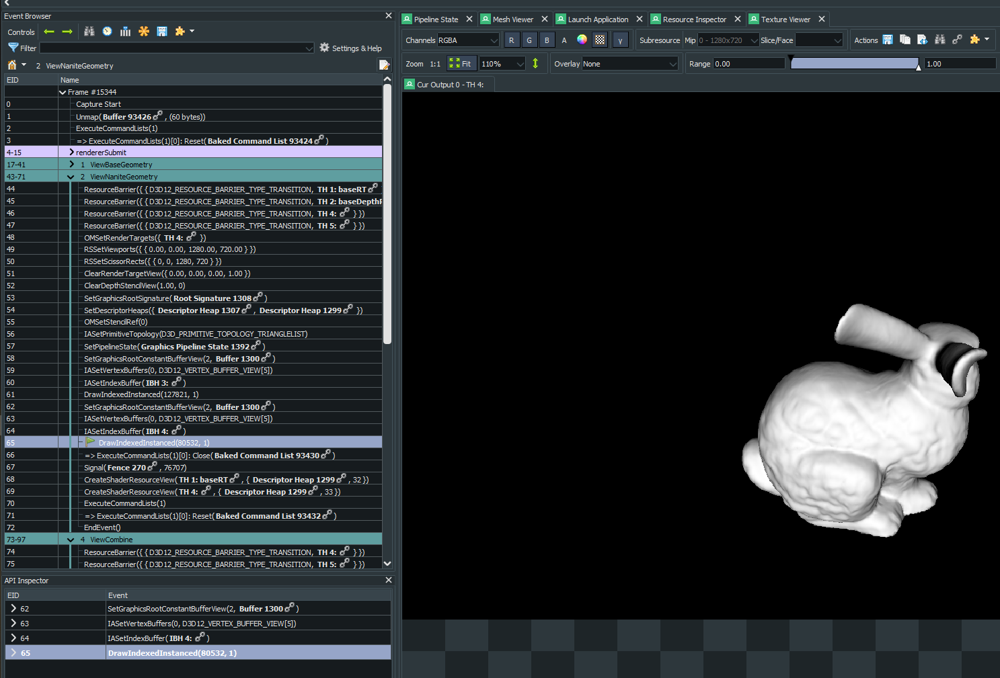 Event Browser
Controls
Filter
Settings & Help
2 ViewNaniteGeometry
EID Name
Frame #15344
0 Capture Start
1 Unmap( Buffer 93426 , (60 bytes))
2 ExecuteCommandLists(1)
3 => ExecuteCommandLists(1)[0]: Reset( Baked Command List 93424 )
4-15 rendererSubmit
17-41 1 ViewBaseGeometry
43-71 2 ViewNaniteGeometry
44 ResourceBarrier({ { D3D12_RESOURCE_BARRIER_TYPE_TRANSITION, TH 1: baseRT
45 ResourceBarrier({ { D3D12_RESOURCE_BARRIER_TYPE_TRANSITION, TH 2: baseDepth
46 ResourceBarrier({ { D3D12_RESOURCE_BARRIER_TYPE_TRANSITION, TH 4: } })
47 ResourceBarrier({ { D3D12_RESOURCE_BARRIER_TYPE_TRANSITION, TH 5: } })
48 OMSetRenderTargets({ TH 4: })
49 RSSetViewports({ { 0.00, 0.00, 1280.00, 720.00 } })
50 RSSetScissorRects({ { 0, 0, 1280, 720 } })
51 ClearRenderTargetView({ 0.00, 0.00, 0.00, 1.00 })
52 ClearDepthStencilView(1.00, 0)
53 SetGraphicsRootSignature( Root Signature 1308 )
54 SetDescriptorHeaps({ Descriptor Heap 1307 , Descriptor Heap 1299 })
55 OMSetStencilRef(0)
56 IASetPrimitiveTopology(D3D_PRIMITIVE_TOPOLOGY_TRIANGLELIST)
57 SetPipelineState( Graphics Pipeline State 1392 )
58 SetGraphicsRootConstantBufferView(2, Buffer 1300 )
59 IASetVertexBuffers(0, D3D12_VERTEX_BUFFER_VIEW[5])
60 IASetIndexBuffer( IBH 3: )
61 DrawIndexedInstanced(127821, 1)
62 SetGraphicsRootConstantBufferView(2, Buffer 1300 )
63 IASetVertexBuffers(0, D3D12_VERTEX_BUFFER_VIEW[5])
64 IASetIndexBuffer( IBH 4: )
65 DrawIndexedInstanced(80532, 1)
66 => ExecuteCommandLists(1)[0]: Close( Baked Command List 93430 )
67 Signal( Fence 270 , 76707)
68 CreateShaderResourceView( TH 1: baseRT , { Descriptor Heap 1299 , 32 })
69 CreateShaderResourceView( TH 4: , { Descriptor Heap 1299 , 33 })
70 ExecuteCommandLists(1)
71 => ExecuteCommandLists(1)[0]: Reset( Baked Command List 93432 )
72 EndEvent()
73-97 4 ViewCombine
74 ResourceBarrier({ { D3D12_RESOURCE_BARRIER_TYPE_TRANSITION, TH 4: } })
75 ResourceBarrier({ { D3D12_RESOURCE_BARRIER_TYPE_TRANSITION, TH 5: } })
API Inspector
EID Event
62 SetGraphicsRootConstantBufferView(2, Buffer 1300 )
63 IASetVertexBuffers(0, D3D12_VERTEX_BUFFER_VIEW[5])
64 IASetIndexBuffer( IBH 4: )
65 DrawIndexedInstanced(80532, 1)
Pipeline State Mesh Viewer Launch Application Resource Inspector Texture Viewer
Channels RGBA R G B A γ Subresource Mip 0 - 1280x720 Slice/Face Actions
Zoom 1:1 Fit 110% Overlay None Range 0.00 1.00
Cur Output 0 - TH 4: